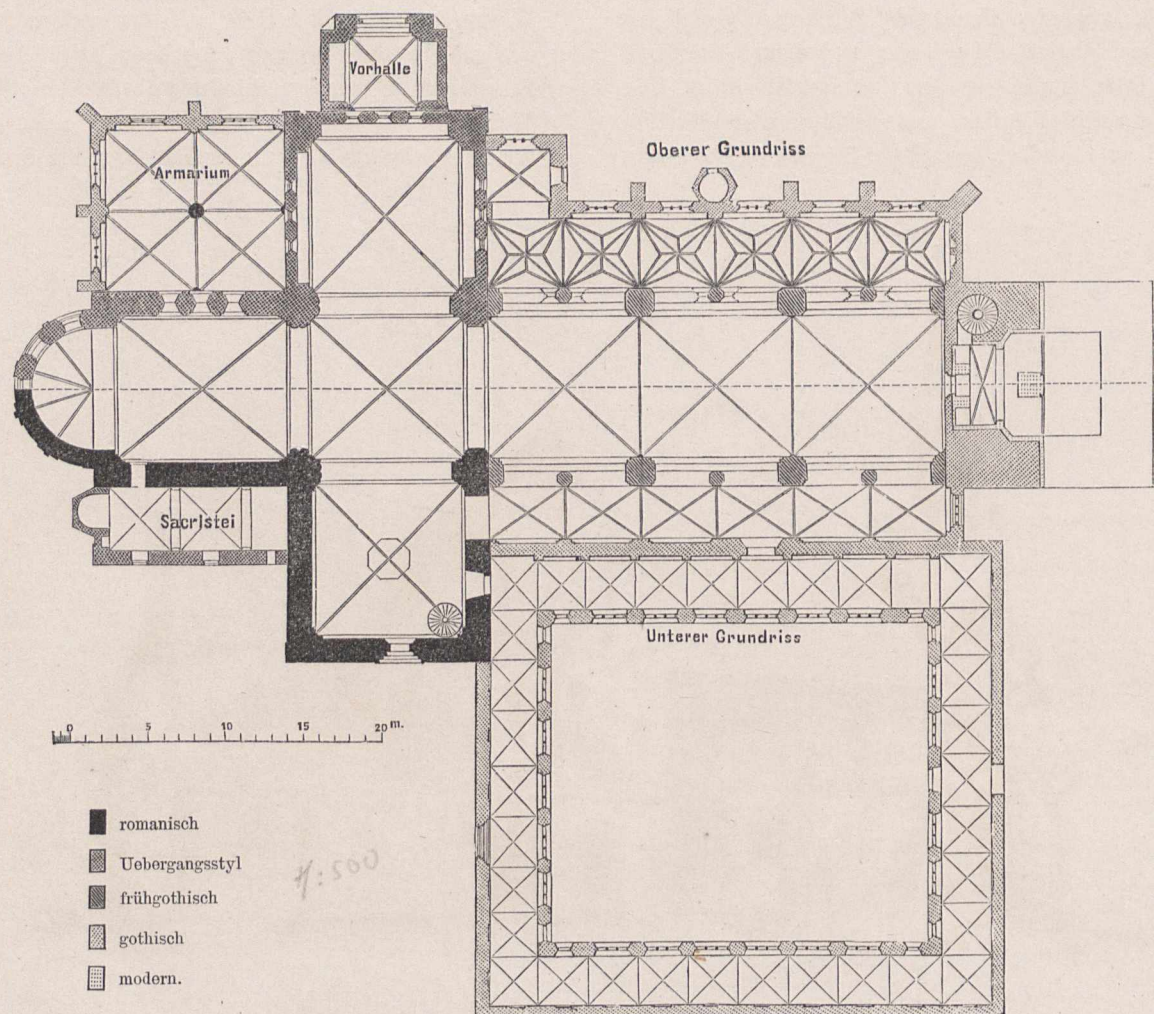 Vorhalle
Oberer Grundriss
Armarium
Sacristei
Unterer Grundriss
0 5 10 15 20 m.
romanisch
Uebergangsstyl
frühgothisch
gothisch
modern.
1:500